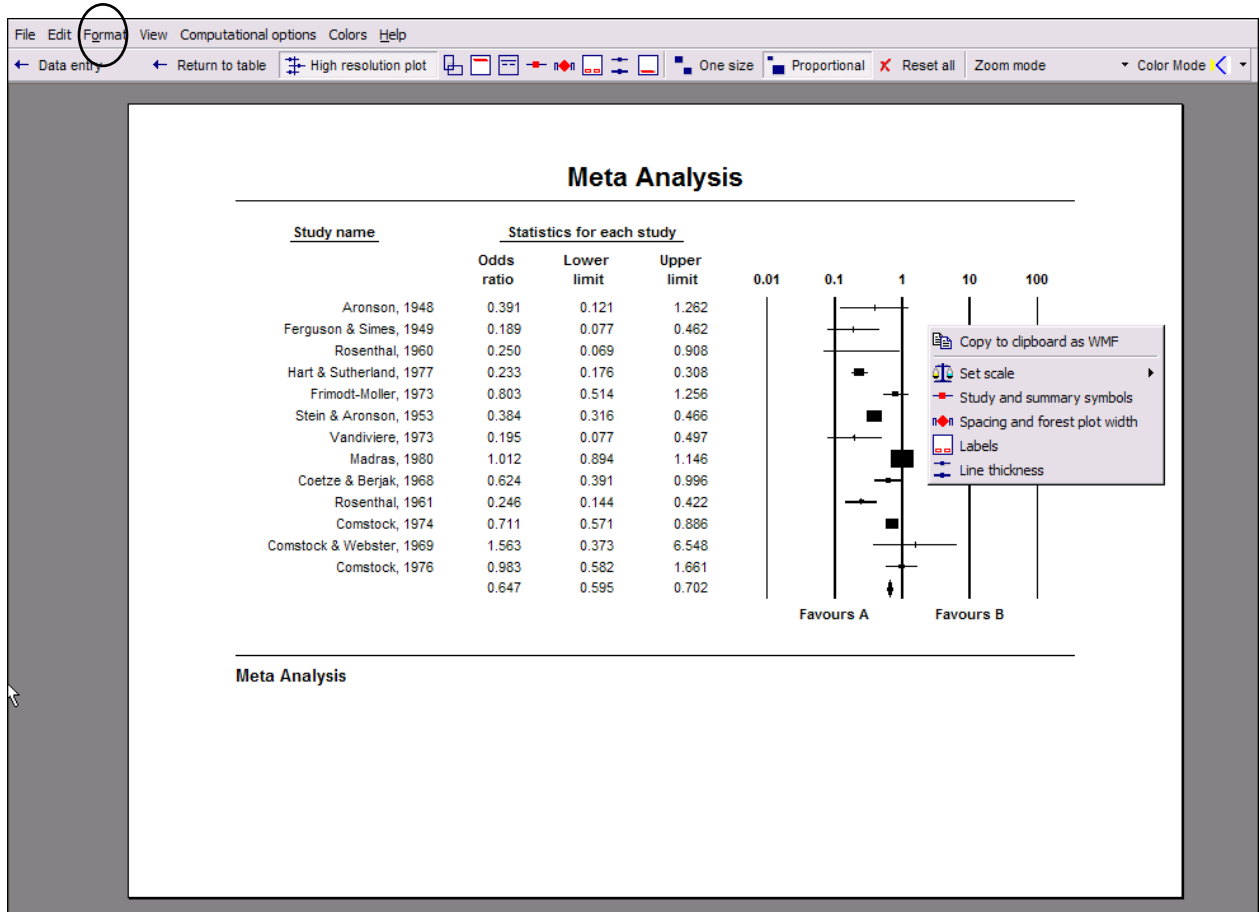 File Edit Format View Computational options Colors Help
Data entry Return to table High resolution plot One size Proportional Reset all Zoom mode Color Mode
Meta Analysis
Study name Statistics for each study
Odds Lower Upper
ratio limit limit 0.01 0.1 1 10 100
Aronson, 1948 0.391 0.121 1.262
Ferguson & Simes, 1949 0.189 0.077 0.462
Rosenthal, 1960 0.250 0.069 0.908
Hart & Sutherland, 1977 0.233 0.176 0.308
Frimodt-Moller, 1973 0.803 0.514 1.256
Stein & Aronson, 1953 0.384 0.316 0.466
Vandiviere, 1973 0.195 0.077 0.497
Madras, 1980 1.012 0.894 1.146
Coetze & Berjak, 1968 0.624 0.391 0.996
Rosenthal, 1961 0.246 0.144 0.422
Comstock, 1974 0.711 0.571 0.886
Comstock & Webster, 1969 1.563 0.373 6.548
Comstock, 1976 0.983 0.582 1.661
0.647 0.595 0.702
Copy to clipboard as WMF
Set scale
Study and summary symbols
Spacing and forest plot width
Labels
Line thickness
Favours A Favours B
Meta Analysis